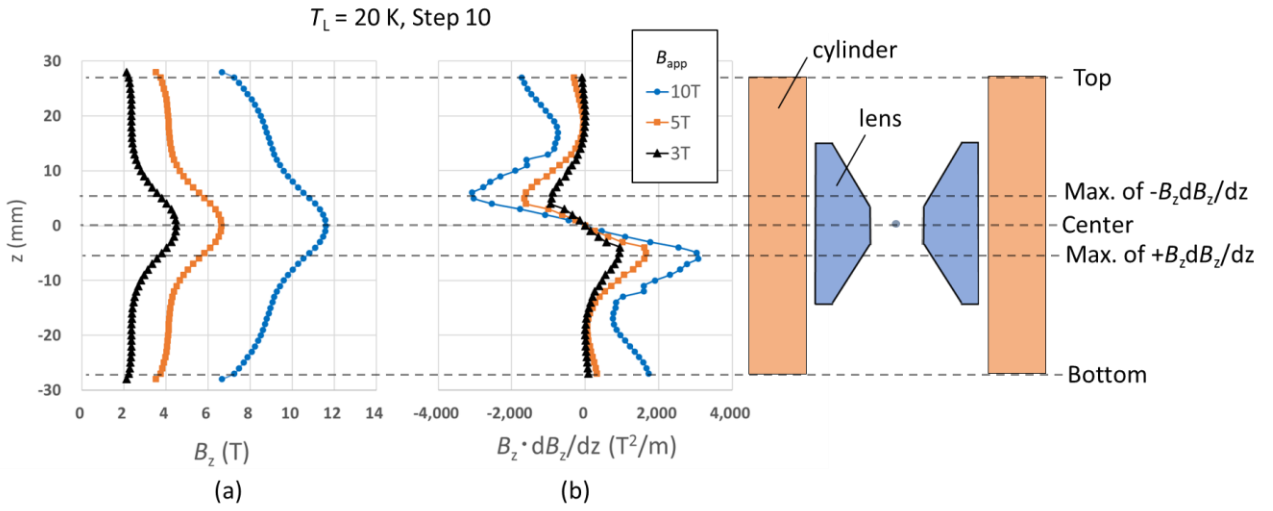 T_L = 20 K, Step 10
30
20
10
0
-10
-20
-30
z (mm)
0 2 4 6 8 10 12 14
B_z (T)
(a)
B_app
10T
5T
3T
-4,000 -2,000 0 2,000 4,000
B_z・dB_z/dz (T²/m)
(b)
cylinder
lens
Top
Max. of -B_zdB_z/dz
Center
Max. of +B_zdB_z/dz
Bottom